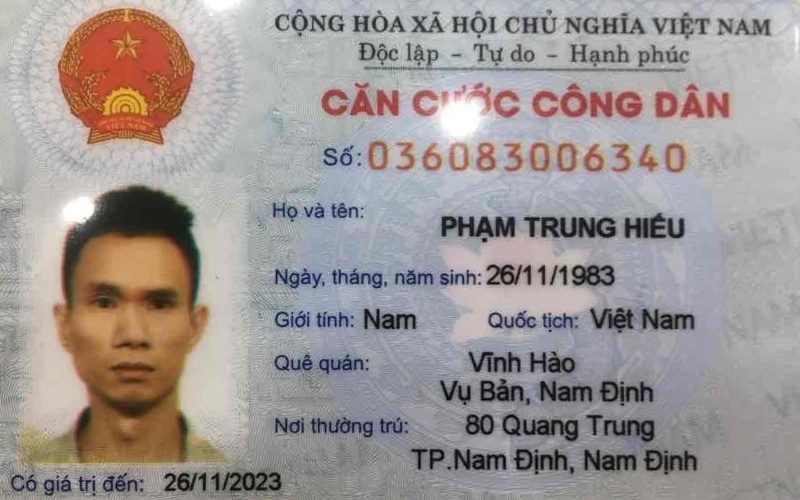 CỘNG HÒA XÃ HỘI CHỦ NGHĨA VIỆT NAM
Độc lập - Tự do - Hạnh phúc
CĂN CƯỚC CÔNG DÂN
Số: 036083006340
Họ và tên: PHẠM TRUNG HIẾU
Ngày, tháng, năm sinh: 26/11/1983
Giới tính: Nam Quốc tịch: Việt Nam
Quê quán: Vĩnh Hào
Vụ Bản, Nam Định
Nơi thường trú: 80 Quang Trung
TP.Nam Định, Nam Định
Có giá trị đến: 26/11/2023